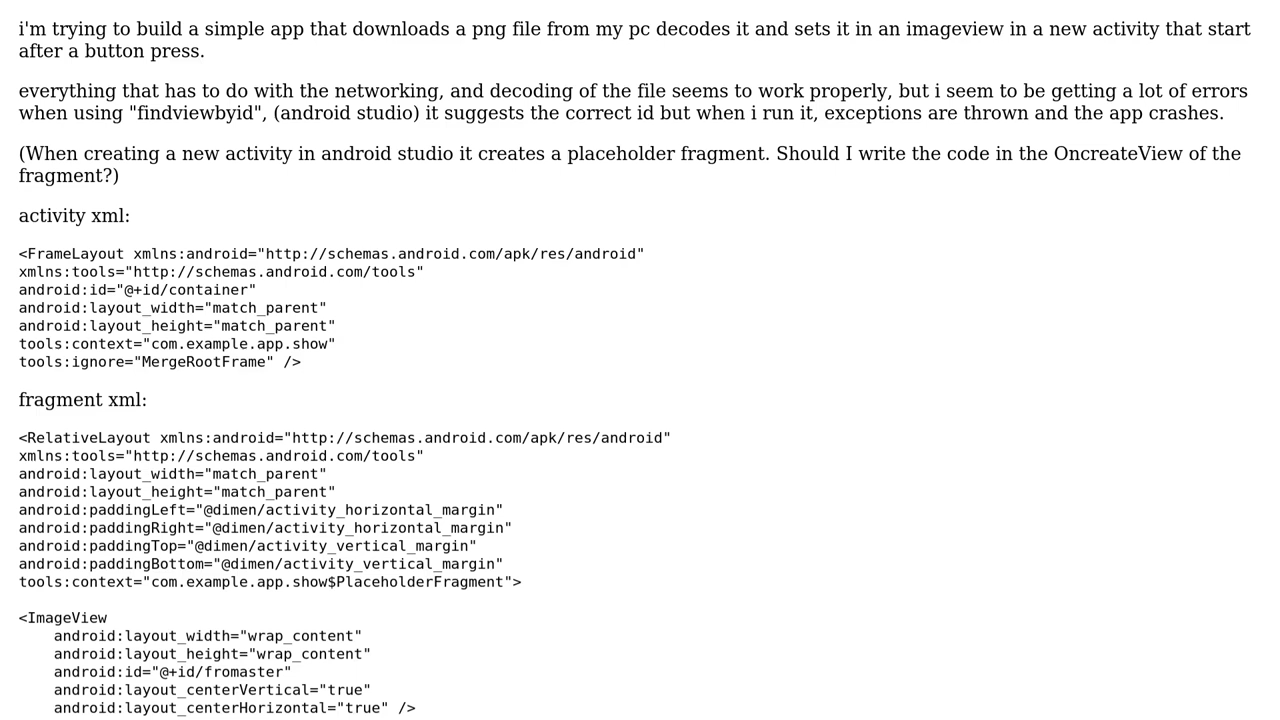 i'm trying to build a simple app that downloads a png file from my pc decodes it and sets it in an imageview in a new activity that start
after a button press.
everything that has to do with the networking, and decoding of the file seems to work properly, but i seem to be getting a lot of errors
when using "findviewbyid", (android studio) it suggests the correct id but when i run it, exceptions are thrown and the app crashes.
(When creating a new activity in android studio it creates a placeholder fragment. Should I write the code in the OncreateView of the
fragment?)
activity xml:
<FrameLayout xmlns:android="http://schemas.android.com/apk/res/android"
xmlns:tools="http://schemas.android.com/tools"
android:id="@+id/container"
android:layout_width="match_parent"
android:layout_height="match_parent"
tools:context="com.example.app.show"
tools:ignore="MergeRootFrame" />
fragment xml:
<RelativeLayout xmlns:android="http://schemas.android.com/apk/res/android"
xmlns:tools="http://schemas.android.com/tools"
android:layout_width="match_parent"
android:layout_height="match_parent"
android:paddingLeft="@dimen/activity_horizontal_margin"
android:paddingRight="@dimen/activity_horizontal_margin"
android:paddingTop="@dimen/activity_vertical_margin"
android:paddingBottom="@dimen/activity_vertical_margin"
tools:context="com.example.app.show$PlaceholderFragment">
<ImageView
    android:layout_width="wrap_content"
    android:layout_height="wrap_content"
    android:id="@+id/fromaster"
    android:layout_centerVertical="true"
    android:layout_centerHorizontal="true" />